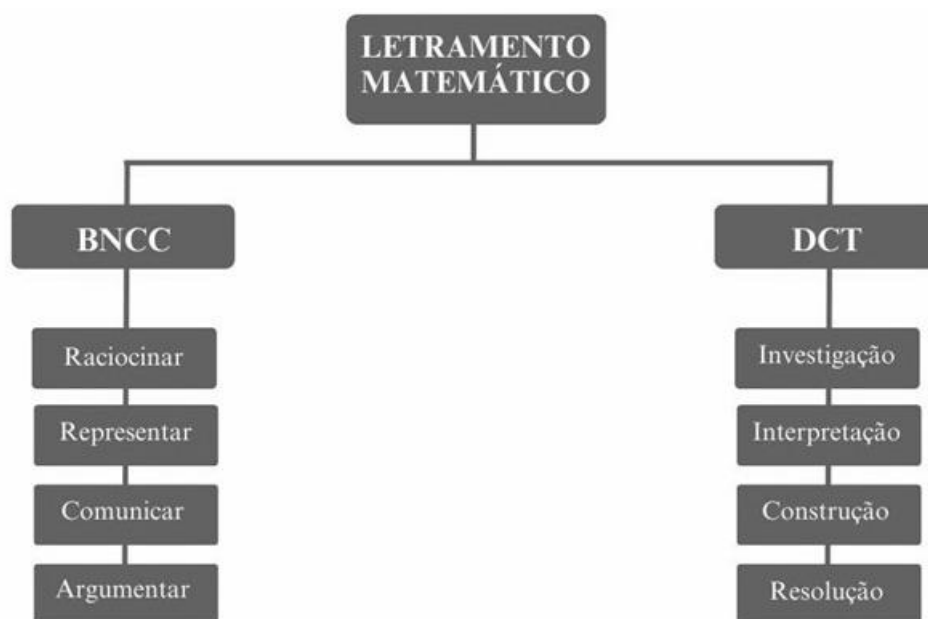 LETRAMENTO
MATEMÁTICO
BNCC
DCT
Raciocinar
Representar
Comunicar
Argumentar
Investigação
Interpretação
Construção
Resolução